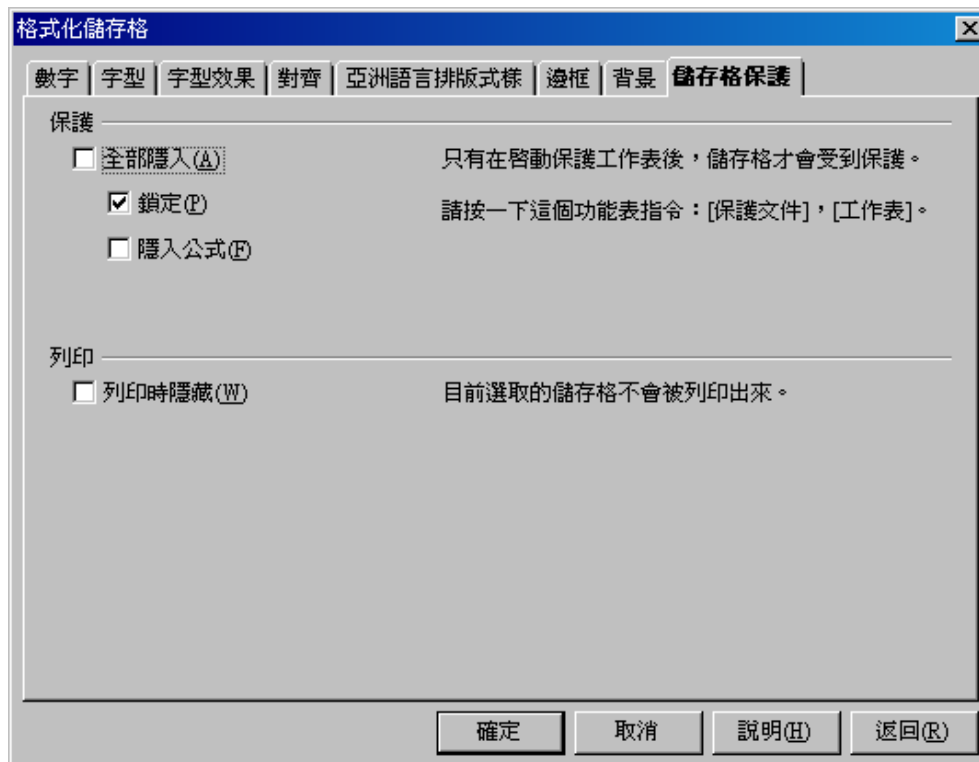 格式化儲存格
數字 字型 字型效果 對齊 亞洲語言排版式樣 邊框 背景 儲存格保護
保護
全部隱入(A) 只有在啓動保護工作表後，儲存格才會受到保護。
鎖定(P) 請按一下這個功能表指令：[保護文件]，[工作表]。
隱入公式(F)
列印
列印時隱藏(W) 目前選取的儲存格不會被列印出來。
確定 取消 說明(H) 返回(R)